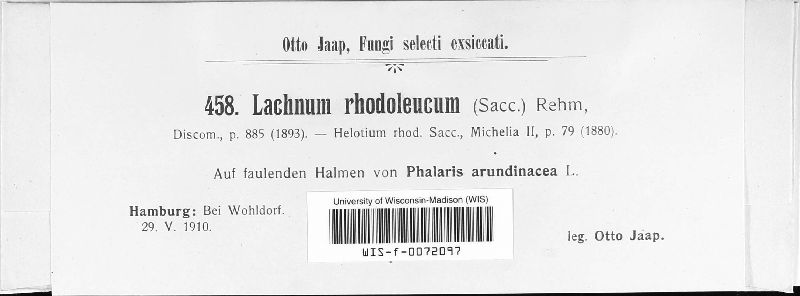 Otto Jaap, Fungi selecti exsiccati.
458. Lachnum rhodoleucum (Sacc.) Rehm,
Discom., p. 885 (1893). — Helotium rhod. Sacc., Michelia II, p. 79 (1880).
Auf faulenden Halmen von Phalaris arundinacea L.
Hamburg: Bei Wohldorf.
29. V. 1910.
University of Wisconsin-Madison (WIS)
WIS-f-0072097
leg. Otto Jaap.